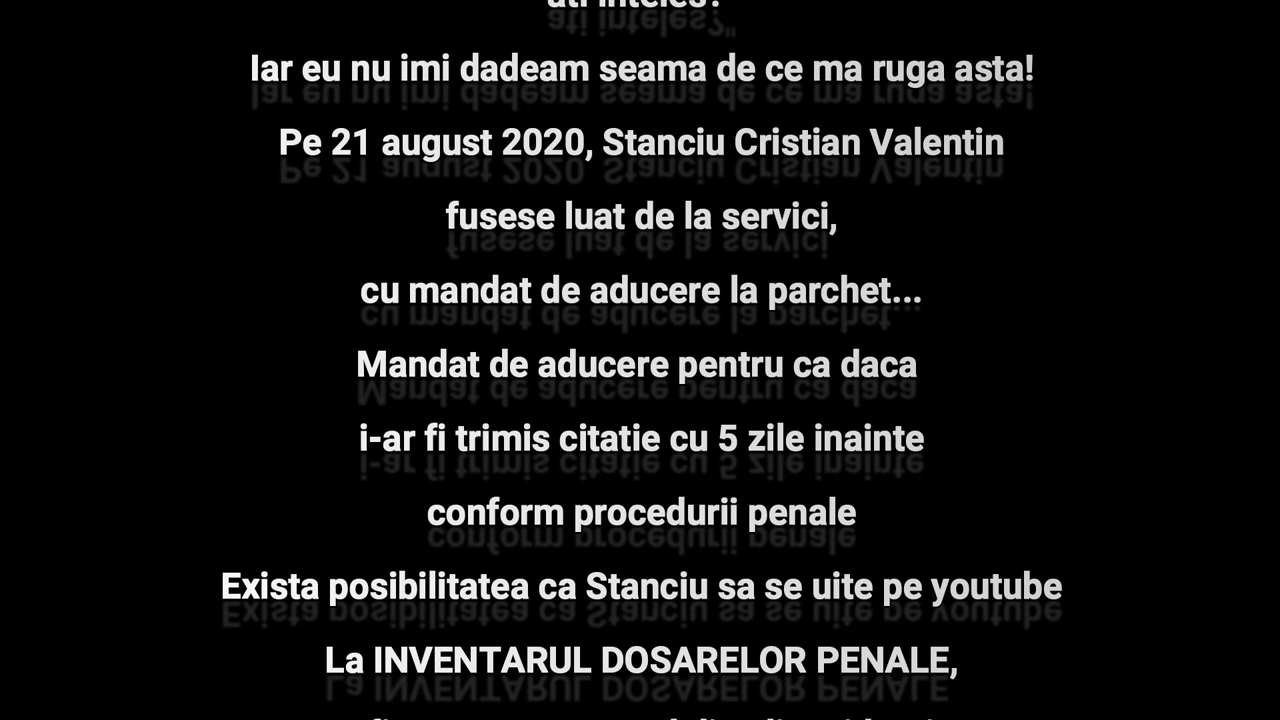 ati inteles?"
Iar eu nu imi dadeam seama de ce ma ruga asta!
Pe 21 august 2020, Stanciu Cristian Valentin
fusese luat de la servici,
cu mandat de aducere la parchet...
Mandat de aducere pentru ca daca
i-ar fi trimis citatie cu 5 zile inainte
conform procedurii penale
Exista posibilitatea ca Stanciu sa se uite pe youtube
La INVENTARUL DOSARELOR PENALE,